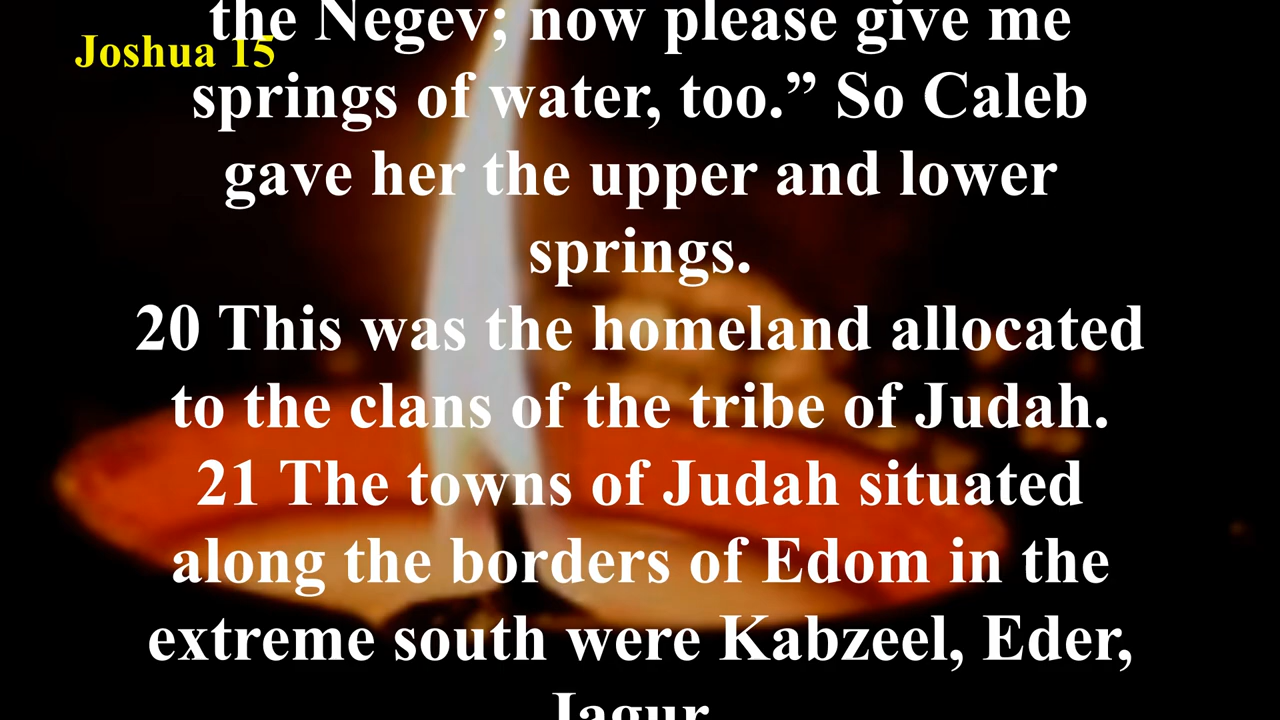 the Negev; now please give me
Joshua 15
springs of water, too.” So Caleb
gave her the upper and lower
springs.
20 This was the homeland allocated
to the clans of the tribe of Judah.
21 The towns of Judah situated
along the borders of Edom in the
extreme south were Kabzeel, Eder,
Jagur,